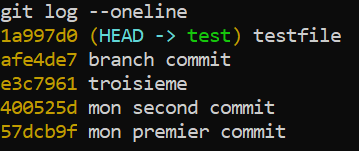 git log --oneline
1a997d0 (HEAD -> test) testfile
afe4de7 branch commit
e3c7961 troisieme
400525d mon second commit
57dcb9f mon premier commit